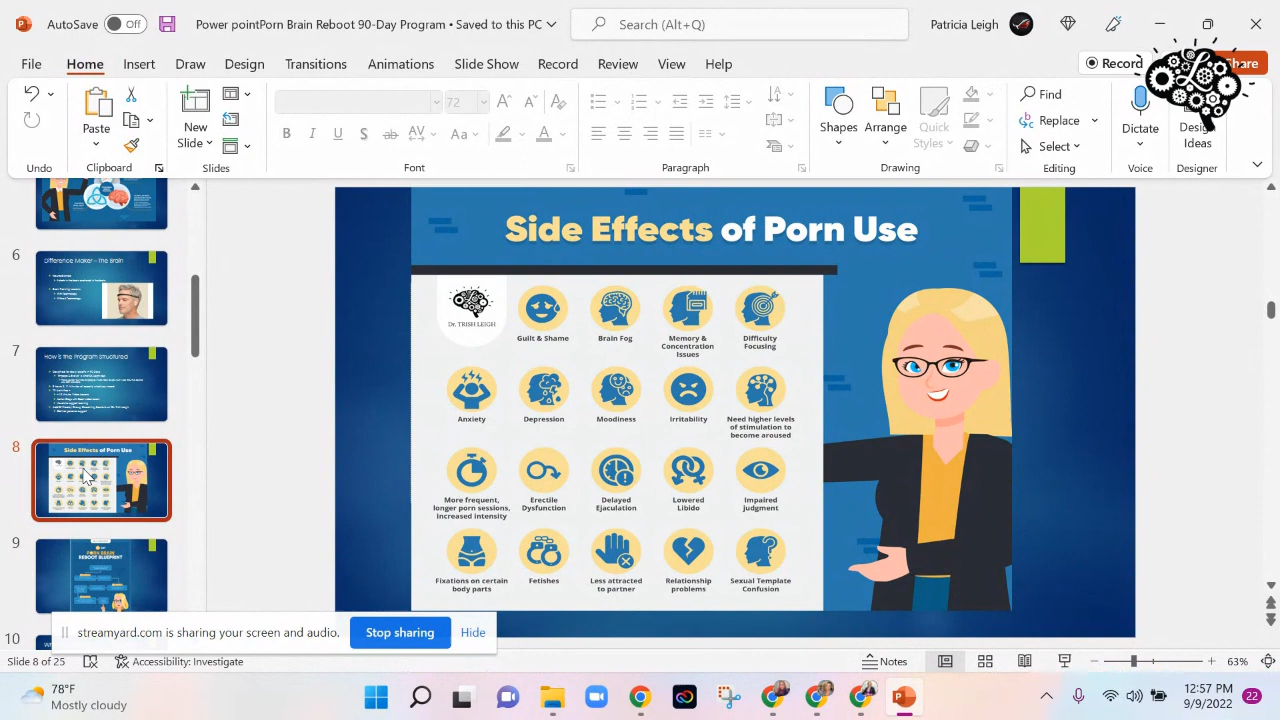 AutoSave
Off
Power pointPorn Brain Reboot 90-Day Program • Saved to this PC
Search (Alt+Q)
Patricia Leigh
File
Home
Insert
Draw
Design
Transitions
Animations
Slide Show
Record
Review
View
Help
Record
Share
Undo
Paste
Clipboard
New
Slide
Slides
72
B
I
U
S
ab
AV
Aa
A
Font
Paragraph
Shapes
Arrange
Quick
Styles
Drawing
Find
Replace
Select
Editing
Dictate
Voice
Design
Ideas
Designer
6
Difference Maker – The Brain
7
How is the Program Structured
8
Side Effects of Porn Use
9
PORN BRAIN
REBOOT BLUEPRINT
10
Side Effects of Porn Use
Dr. TRISH LEIGH
Guilt & Shame
Brain Fog
Memory &
Concentration
Issues
Difficulty
Focusing
Anxiety
Depression
Moodiness
Irritability
Need higher levels
of stimulation to
become aroused
More frequent,
longer porn sessions,
increased intensity
Erectile
Dysfunction
Delayed
Ejaculation
Lowered
Libido
Impaired
judgment
Fixations on certain
body parts
Fetishes
Less attracted
to partner
Relationship
problems
Sexual Template
Confusion
streamyard.com is sharing your screen and audio.
Stop sharing
Hide
Slide 8 of 25
Accessibility: Investigate
Notes
63%
78°F
Mostly cloudy
12:57 PM
9/9/2022
22